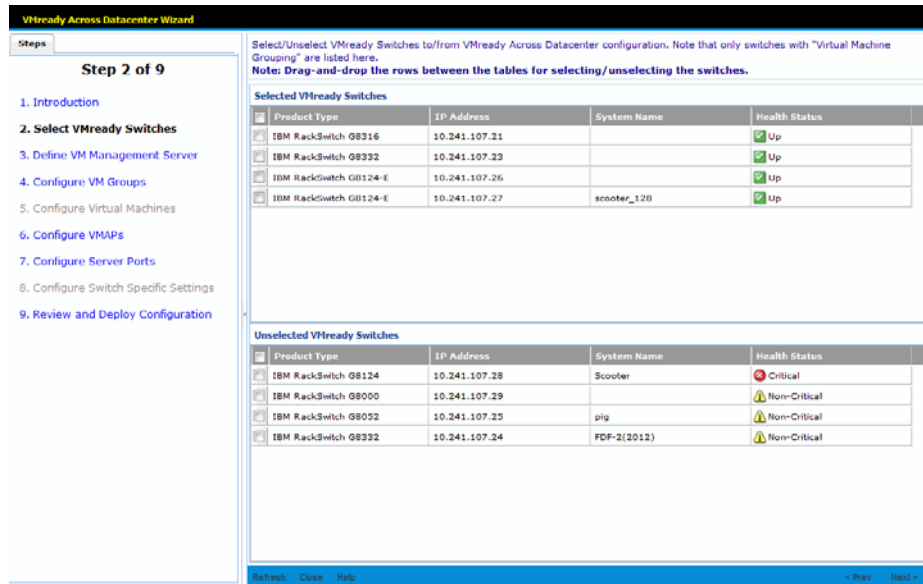 VMready Across Datacenter Wizard
Steps
Step 2 of 9
1. Introduction
2. Select VMready Switches
3. Define VM Management Server
4. Configure VM Groups
5. Configure Virtual Machines
6. Configure VMAPs
7. Configure Server Ports
8. Configure Switch Specific Settings
9. Review and Deploy Configuration
Select/Unselect VMready Switches to/from VMready Across Datacenter configuration. Note that only switches with "Virtual Machine
Grouping" are listed here.
Note: Drag-and-drop the rows between the tables for selecting/unselecting the switches.
Selected VMready Switches
Product Type IP Address System Name Health Status
IBM RackSwitch G8316 10.241.107.21 Up
IBM RackSwitch G8332 10.241.107.23 Up
IBM RackSwitch G8124-E 10.241.107.26 Up
IBM RackSwitch G8124-E 10.241.107.27 scooter_128 Up
Unselected VMready Switches
Product Type IP Address System Name Health Status
IBM RackSwitch G8124 10.241.107.28 Scooter Critical
IBM RackSwitch G8000 10.241.107.29 Non-Critical
IBM RackSwitch G8052 10.241.107.25 pig Non-Critical
IBM RackSwitch G8332 10.241.107.24 FDF-2(2012) Non-Critical
Refresh Close Help < Prev Next >